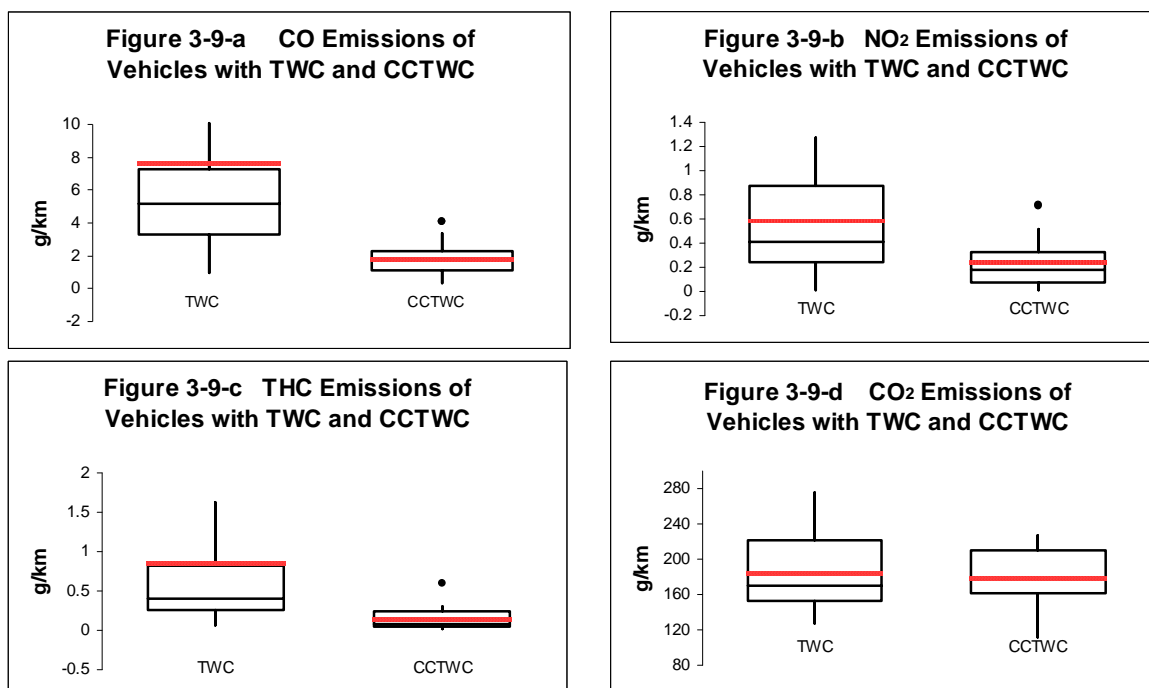 Figure 3-9-a CO Emissions of
Vehicles with TWC and CCTWC
g/km
10
8
6
4
2
0
-2
TWC
CCTWC
Figure 3-9-b NO2 Emissions of
Vehicles with TWC and CCTWC
g/km
1.4
1.2
1
0.8
0.6
0.4
0.2
0
-0.2
TWC
CCTWC
Figure 3-9-c THC Emissions of
Vehicles with TWC and CCTWC
g/km
2
1.5
1
0.5
0
-0.5
TWC
CCTWC
Figure 3-9-d CO2 Emissions of
Vehicles with TWC and CCTWC
g/km
280
240
200
160
120
80
TWC
CCTWC